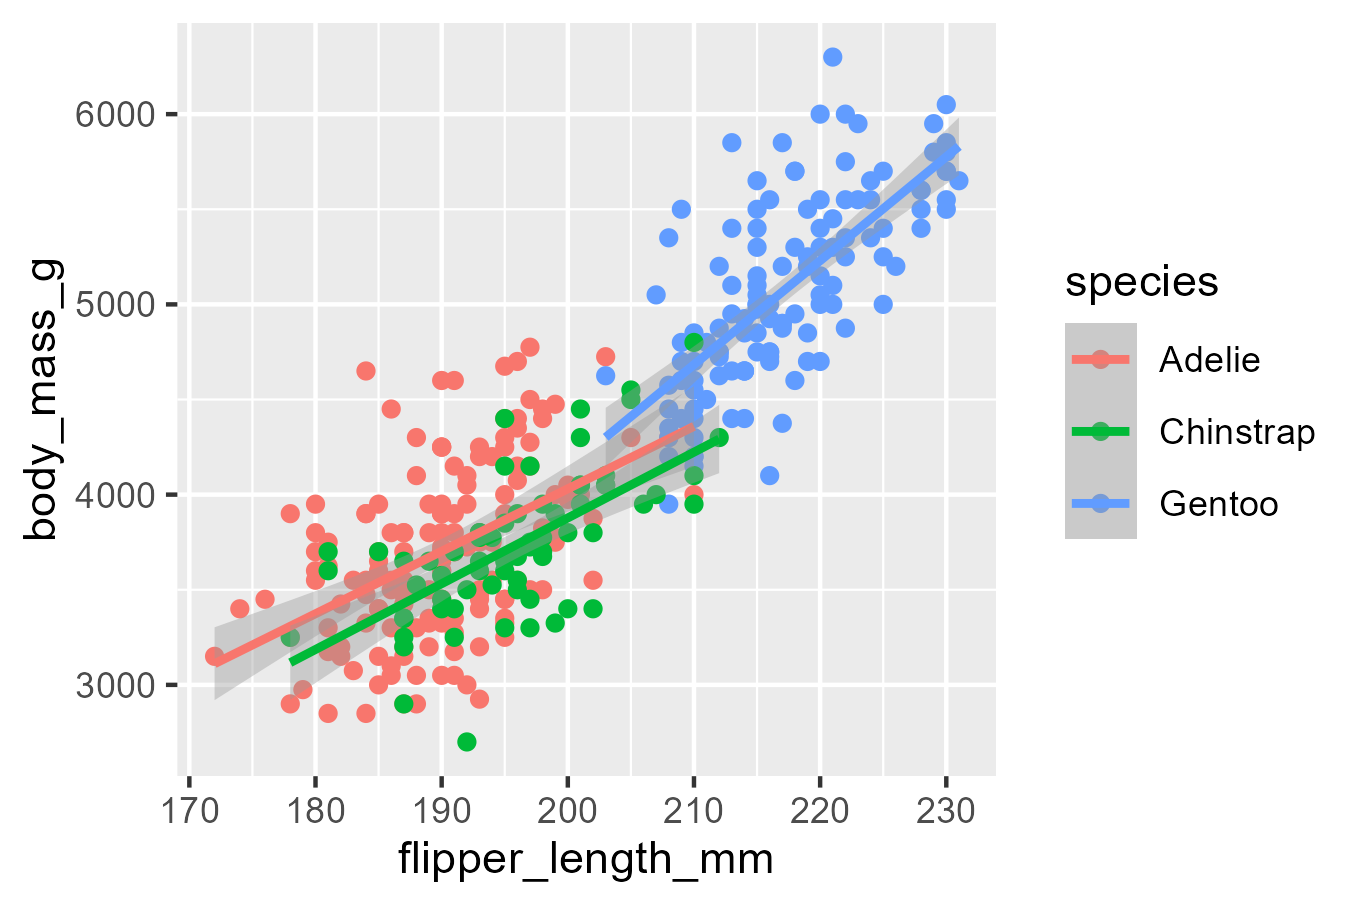 body_mass_g
6000
5000
4000
3000
170 180 190 200 210 220 230
flipper_length_mm
species
Adelie
Chinstrap
Gentoo